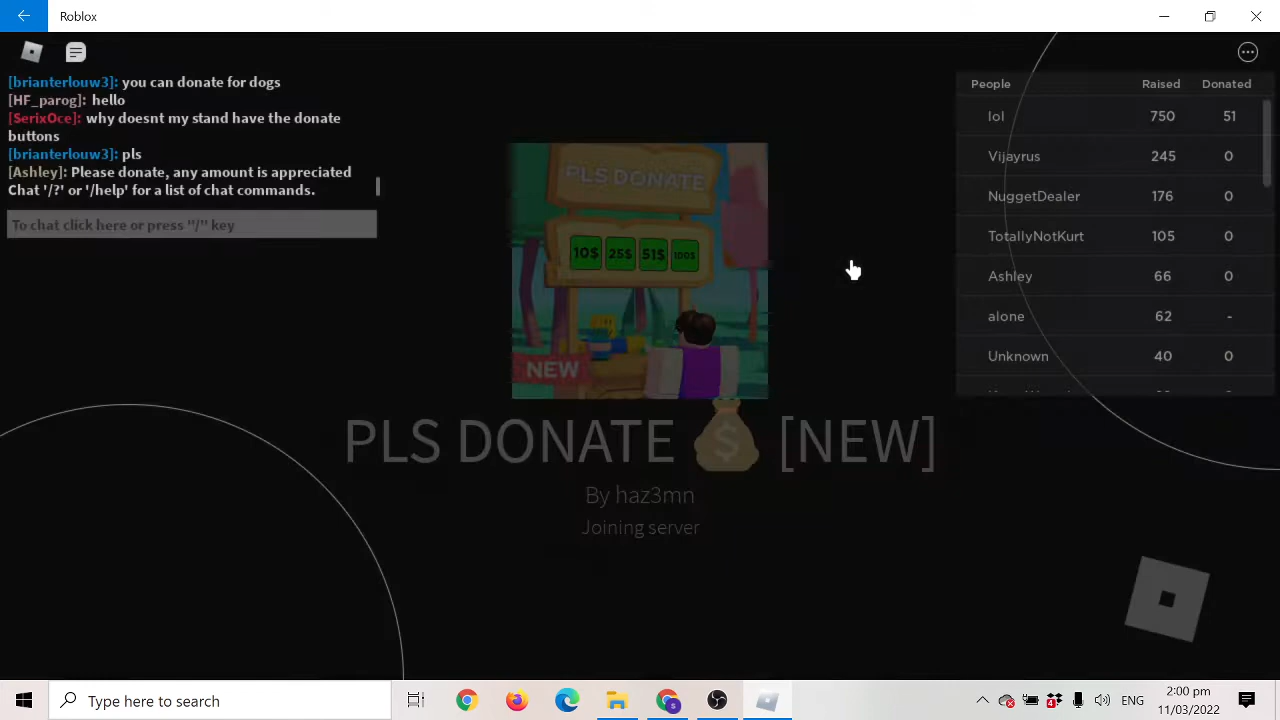 Roblox
[brianterlouw3]: you can donate for dogs
[HF_parog]: hello
[SerixOce]: why doesnt my stand have the donate
buttons
[brianterlouw3]: pls
[Ashley]: Please donate, any amount is appreciated
Chat '/?' or '/help' for a list of chat commands.
To chat click here or press "/" key
People Raised Donated
lol 750 51
Vijayrus 245 0
NuggetDealer 176 0
TotallyNotKurt 105 0
Ashley 66 0
alone 62 -
Unknown 40 0
PLS DONATE
10$ 25$ 51$ 100$
NEW
PLS DONATE 💰 [NEW]
By haz3mn
Joining server
Type here to search
ENG
2:00 pm
11/03/2022